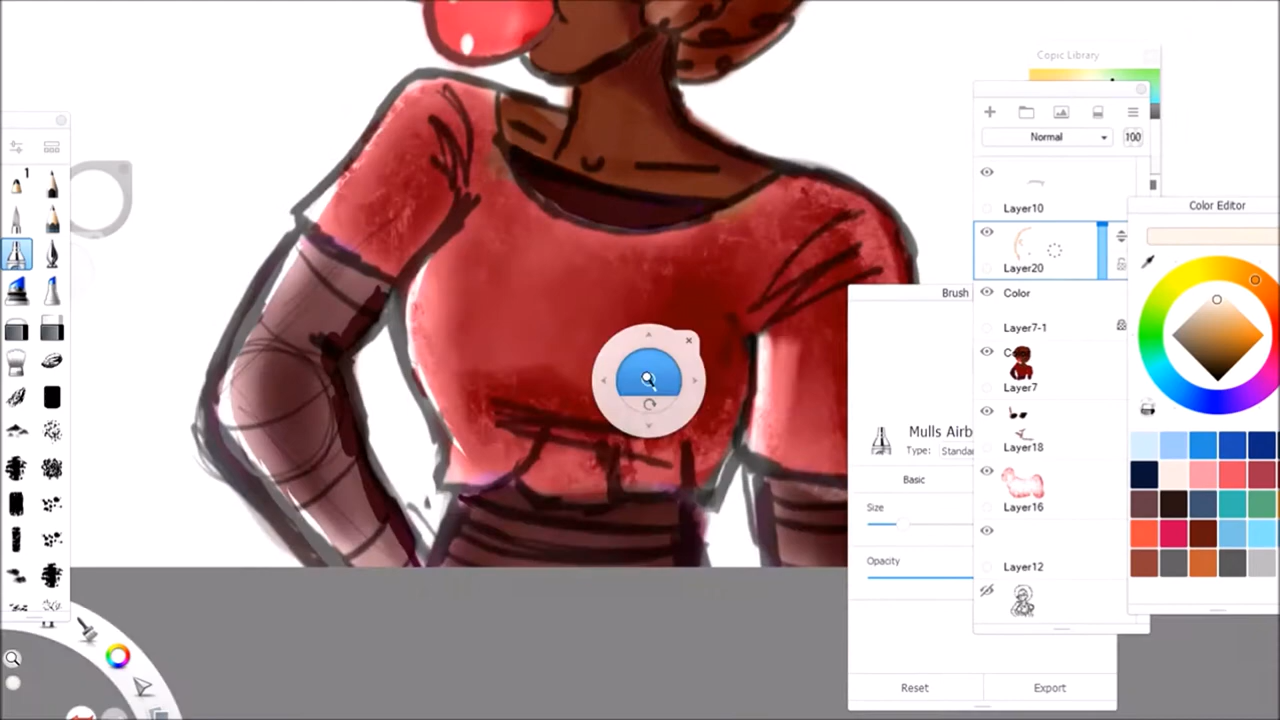 Copic Library
1
Normal
100
Layer10
Color Editor
Layer20
Color
Brush
Layer7-1
Layer7
Mulls Airb
Type: Standa
Layer18
Basic
Size
Layer16
Opacity
Layer12
Reset
Export